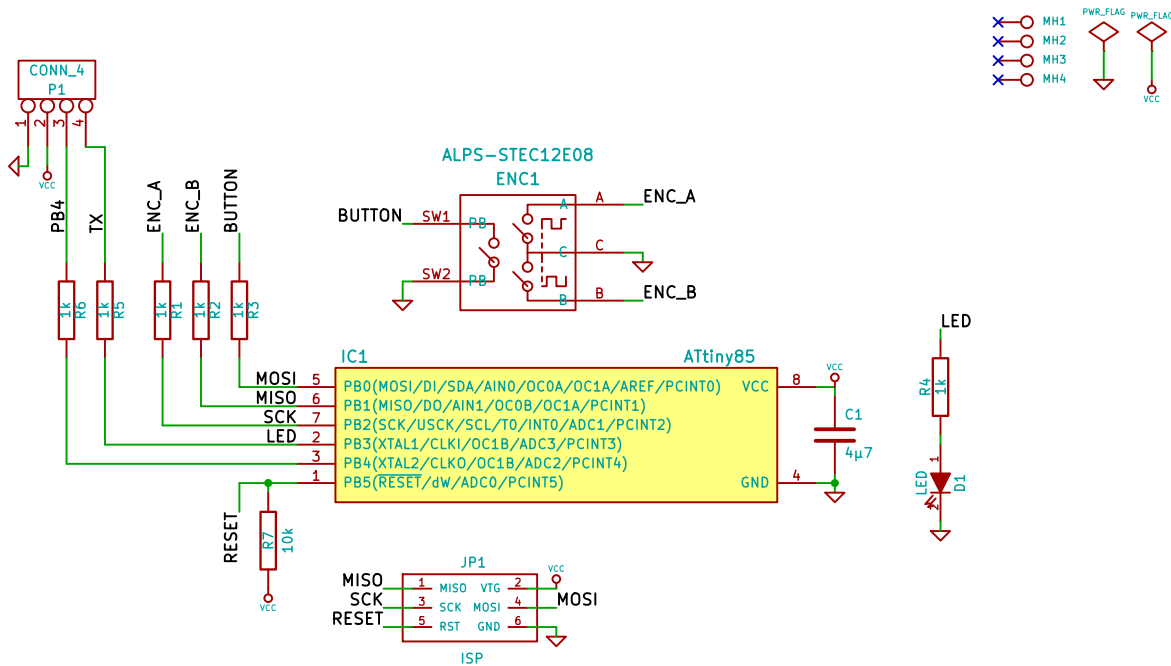 MH1
MH2
MH3
MH4
PWR_FLAG
PWR_FLAG
VCC
CONN_4
P1
1
2
3
4
VCC
PB4
TX
ENC_A
ENC_B
BUTTON
1k
R6
1k
R5
1k
R1
1k
R2
1k
R3
ALPS-STEC12E08
ENC1
BUTTON
SW1
PB
SW2
PB
A
A
ENC_A
C
C
B
B
ENC_B
IC1
ATtiny85
MOSI 5 PB0(MOSI/DI/SDA/AIN0/OC0A/OC1A/AREF/PCINT0) VCC 8
MISO 6 PB1(MISO/DO/AIN1/OC0B/OC1A/PCINT1)
SCK 7 PB2(SCK/USCK/SCL/T0/INT0/ADC1/PCINT2)
LED 2 PB3(XTAL1/CLKI/OC1B/ADC3/PCINT3)
3 PB4(XTAL2/CLKO/OC1B/ADC2/PCINT4)
1 PB5(RESET/dW/ADC0/PCINT5) GND 4
VCC
C1
4µ7
LED
R4
1k
1
LED
D1
2
RESET
R7
10k
VCC
JP1
MISO 1 MISO VTG 2
VCC
SCK 3 SCK MOSI 4 MOSI
RESET 5 RST GND 6
ISP